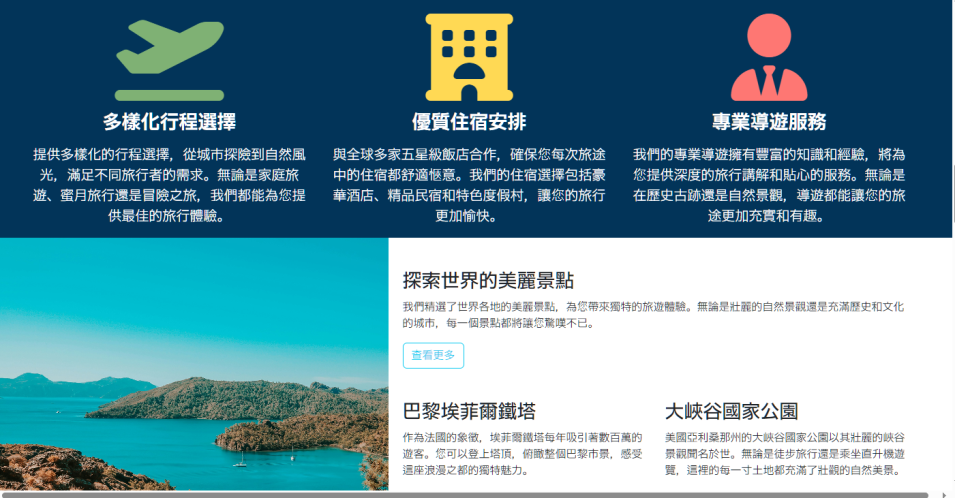 多樣化行程選擇
提供多樣化的行程選擇，從城市探險到自然風
光，滿足不同旅行者的需求。無論是家庭旅
遊、蜜月旅行還是冒險之旅，我們都能為您提
供最佳的旅行體驗。
優質住宿安排
與全球多家五星級飯店合作，確保您每次旅途
中的住宿都舒適愜意。我們的住宿選擇包括豪
華酒店、精品民宿和特色度假村，讓您的旅行
更加愉快。
專業導遊服務
我們的專業導遊擁有豐富的知識和經驗，將為
您提供深度的旅行講解和貼心的服務。無論是
在歷史古跡還是自然景觀，導遊都能讓您的旅
途更加充實和有趣。
探索世界的美麗景點
我們精選了世界各地的美麗景點，為您帶來獨特的旅遊體驗。無論是壯麗的自然景觀還是充滿歷史和文化
的城市，每一個景點都將讓您驚嘆不已。
查看更多
巴黎埃菲爾鐵塔
作為法國的象徵，埃菲爾鐵塔每年吸引著數百萬的
遊客。您可以登上塔頂，俯瞰整個巴黎市景，感受
這座浪漫之都的獨特魅力。
大峽谷國家公園
美國亞利桑那州的大峽谷國家公園以其壯麗的峽谷
景觀聞名於世。無論是徒步旅行還是乘坐直升機遊
覽，這裡的每一寸土地都充滿了壯觀的自然美景。